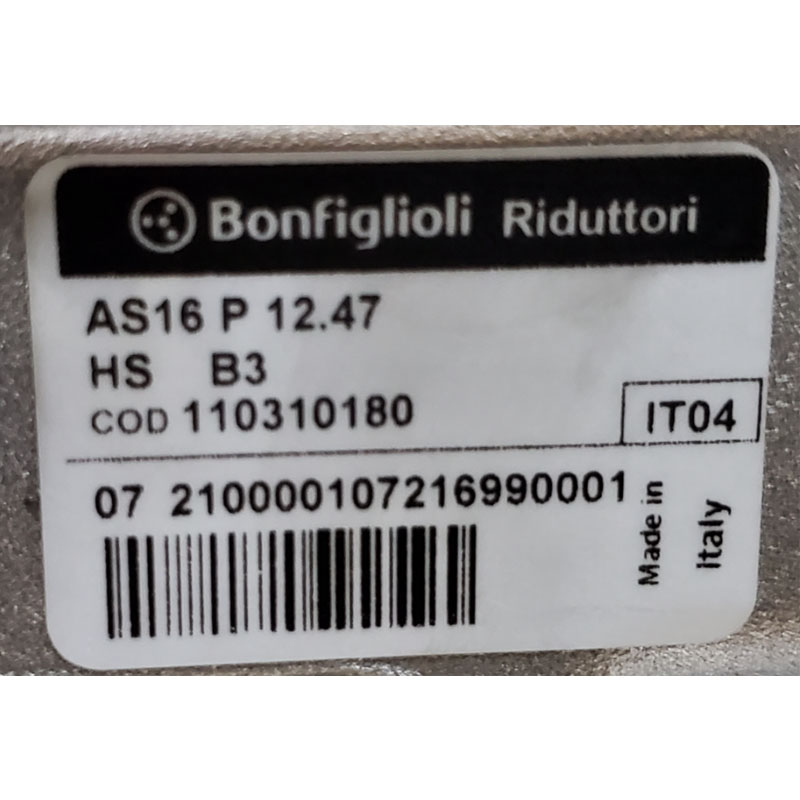 Bonfiglioli Riduttori
AS16 P 12.47
HS B3
COD 110310180
IT04
07 210000107216990001
Made in
Italy